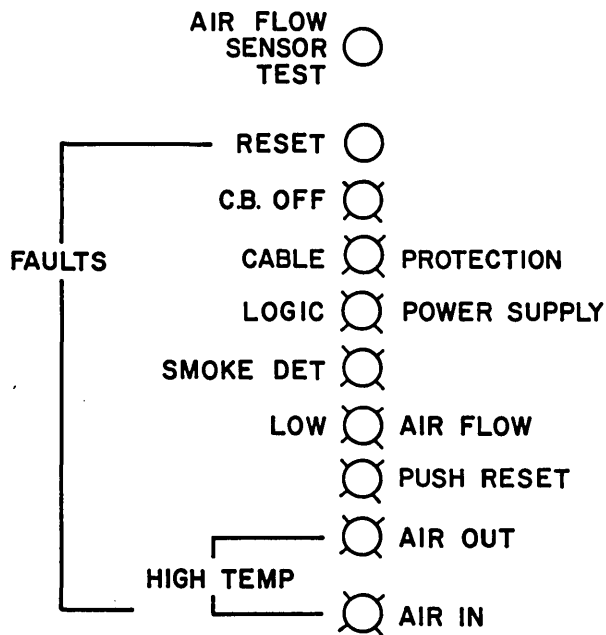 AIR FLOW
SENSOR
TEST
RESET
C.B. OFF
FAULTS
CABLE PROTECTION
LOGIC POWER SUPPLY
SMOKE DET
LOW AIR FLOW
PUSH RESET
AIR OUT
HIGH TEMP
AIR IN